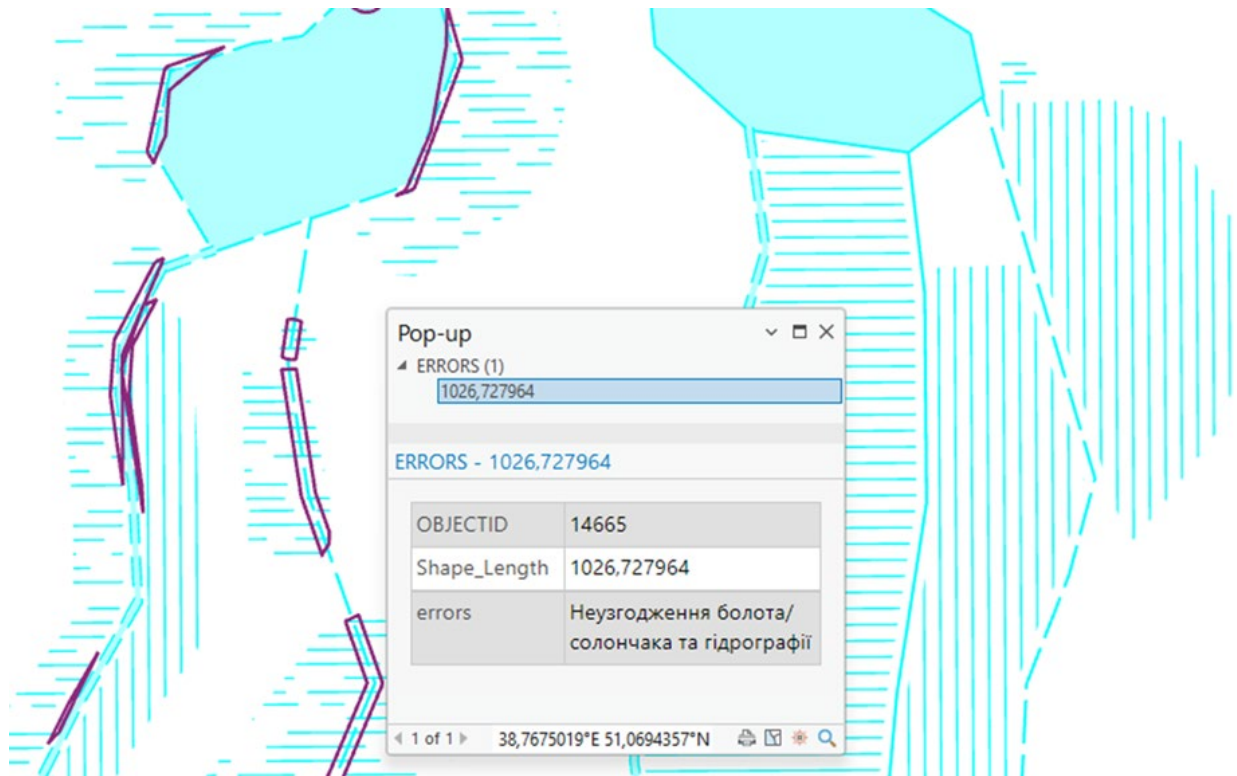 Pop-up
ERRORS (1)
1026,727964
ERRORS - 1026,727964
OBJECTID 14665
Shape_Length 1026,727964
errors Неузгодження болота/
солончака та гідрографії
1 of 1 38,7675019°E 51,0694357°N